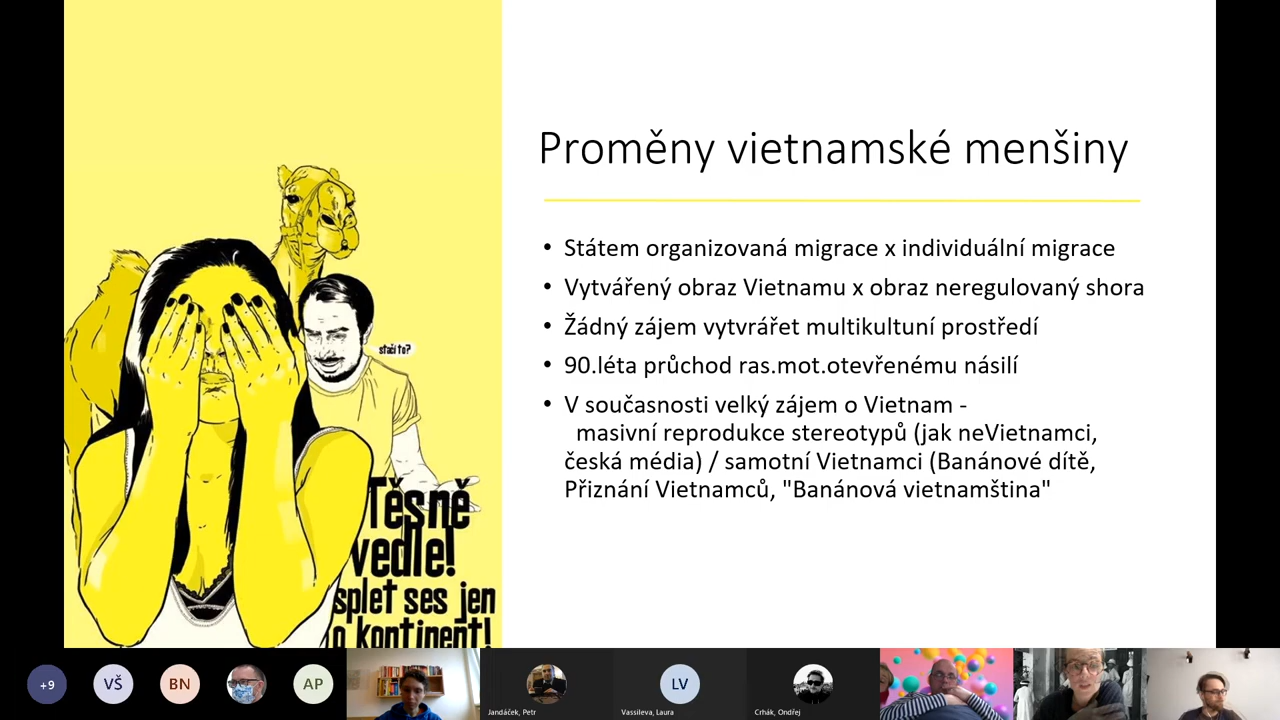 Proměny vietnamské menšiny
• Státem organizovaná migrace x individuální migrace
• Vytvářený obraz Vietnamu x obraz neregulovaný shora
• Žádný zájem vytvrářet multikultuní prostředí
• 90.léta průchod ras.mot.otevřenému násilí
• V současnosti velký zájem o Vietnam -
masivní reprodukce stereotypů (jak neVietnamci,
česká média) / samotní Vietnamci (Banánové dítě,
Přiznání Vietnamců, "Banánová vietnamština"
stačí to?
Těsně
vedle!
splet ses jen
o kontinent!
+9
VŠ
BN
AP
Jandáček, Petr
LV
Vassileva, Laura
Crhák, Ondřej